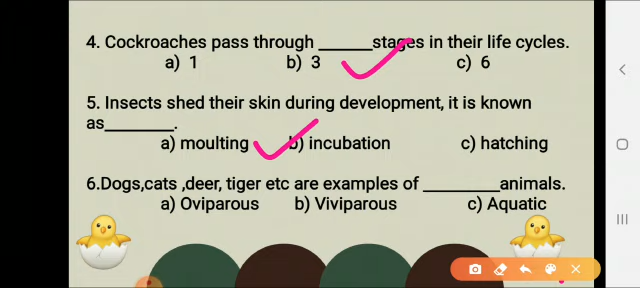 4. Cockroaches pass through ______stages in their life cycles.
a) 1 b) 3 c) 6
5. Insects shed their skin during development, it is known
as________.
a) moulting b) incubation c) hatching
6.Dogs,cats ,deer, tiger etc are examples of _________animals.
a) Oviparous b) Viviparous c) Aquatic